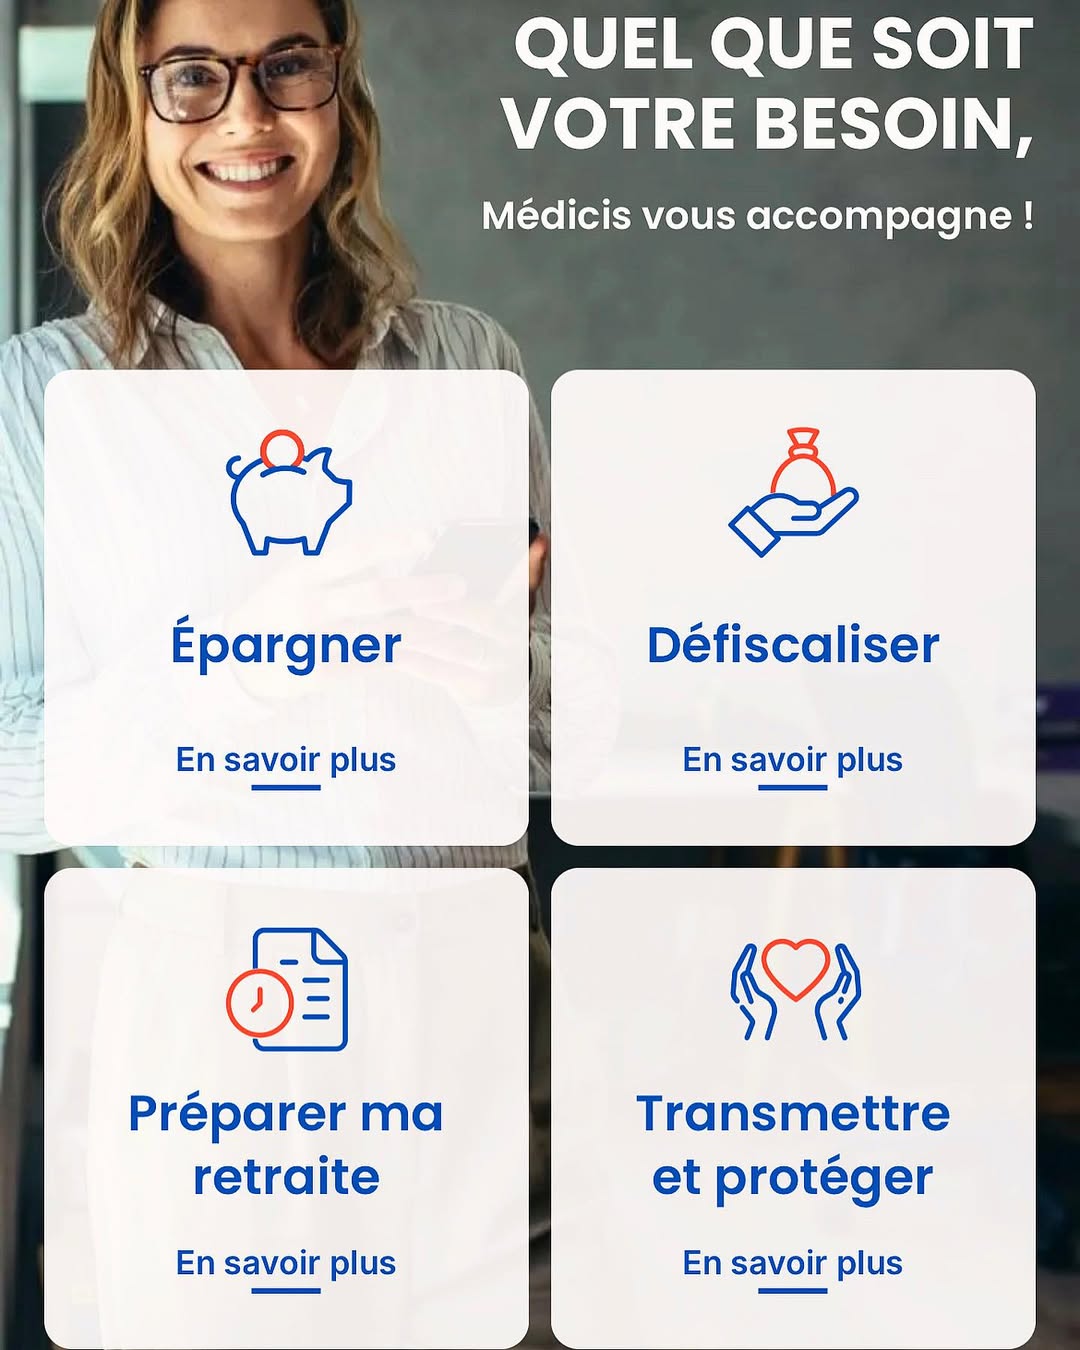 QUEL QUE SOIT
VOTRE BESOIN,
Médicis vous accompagne !
Épargner
En savoir plus
Défiscaliser
En savoir plus
Préparer ma
retraite
En savoir plus
Transmettre
et protéger
En savoir plus